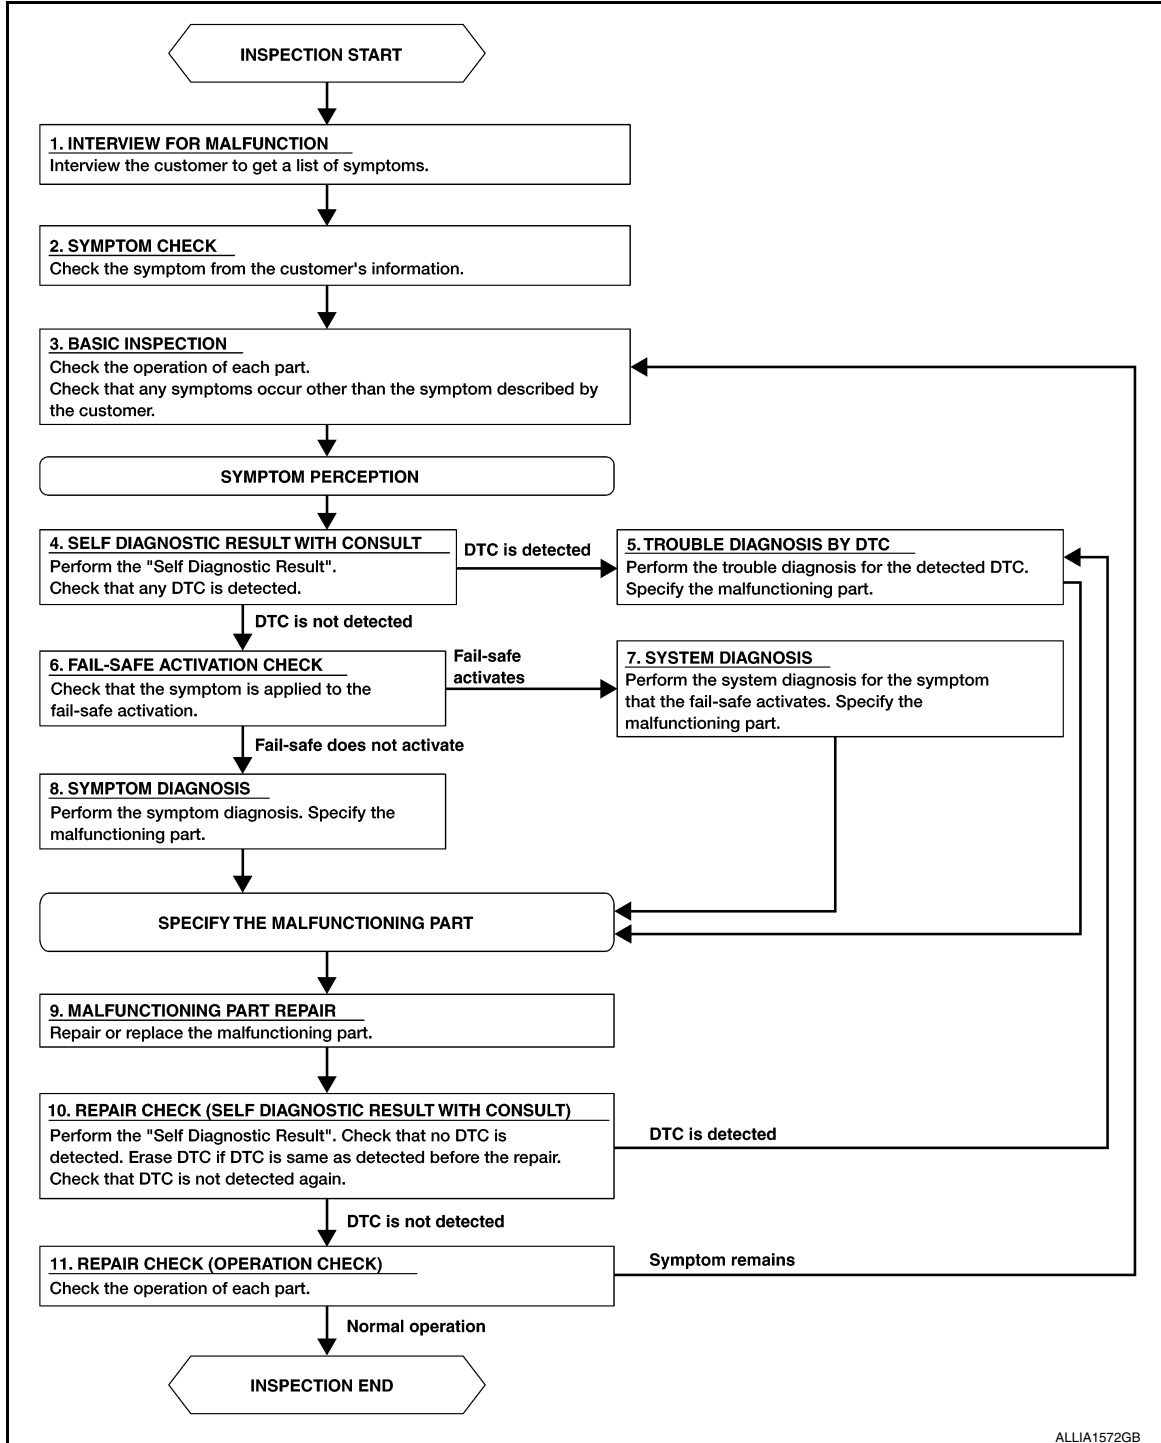 INSPECTION START
1. INTERVIEW FOR MALFUNCTION
Interview the customer to get a list of symptoms.
2. SYMPTOM CHECK
Check the symptom from the customer's information.
3. BASIC INSPECTION
Check the operation of each part.
Check that any symptoms occur other than the symptom described by
the customer.
SYMPTOM PERCEPTION
4. SELF DIAGNOSTIC RESULT WITH CONSULT
Perform the "Self Diagnostic Result".
Check that any DTC is detected.
DTC is detected
5. TROUBLE DIAGNOSIS BY DTC
Perform the trouble diagnosis for the detected DTC.
Specify the malfunctioning part.
DTC is not detected
6. FAIL-SAFE ACTIVATION CHECK
Check that the symptom is applied to the
fail-safe activation.
Fail-safe
activates
7. SYSTEM DIAGNOSIS
Perform the system diagnosis for the symptom
that the fail-safe activates. Specify the
malfunctioning part.
Fail-safe does not activate
8. SYMPTOM DIAGNOSIS
Perform the symptom diagnosis. Specify the
malfunctioning part.
SPECIFY THE MALFUNCTIONING PART
9. MALFUNCTIONING PART REPAIR
Repair or replace the malfunctioning part.
10. REPAIR CHECK (SELF DIAGNOSTIC RESULT WITH CONSULT)
Perform the "Self Diagnostic Result". Check that no DTC is
detected. Erase DTC if DTC is same as detected before the repair.
Check that DTC is not detected again.
DTC is detected
DTC is not detected
11. REPAIR CHECK (OPERATION CHECK)
Check the operation of each part.
Symptom remains
Normal operation
INSPECTION END
ALLIA1572GB